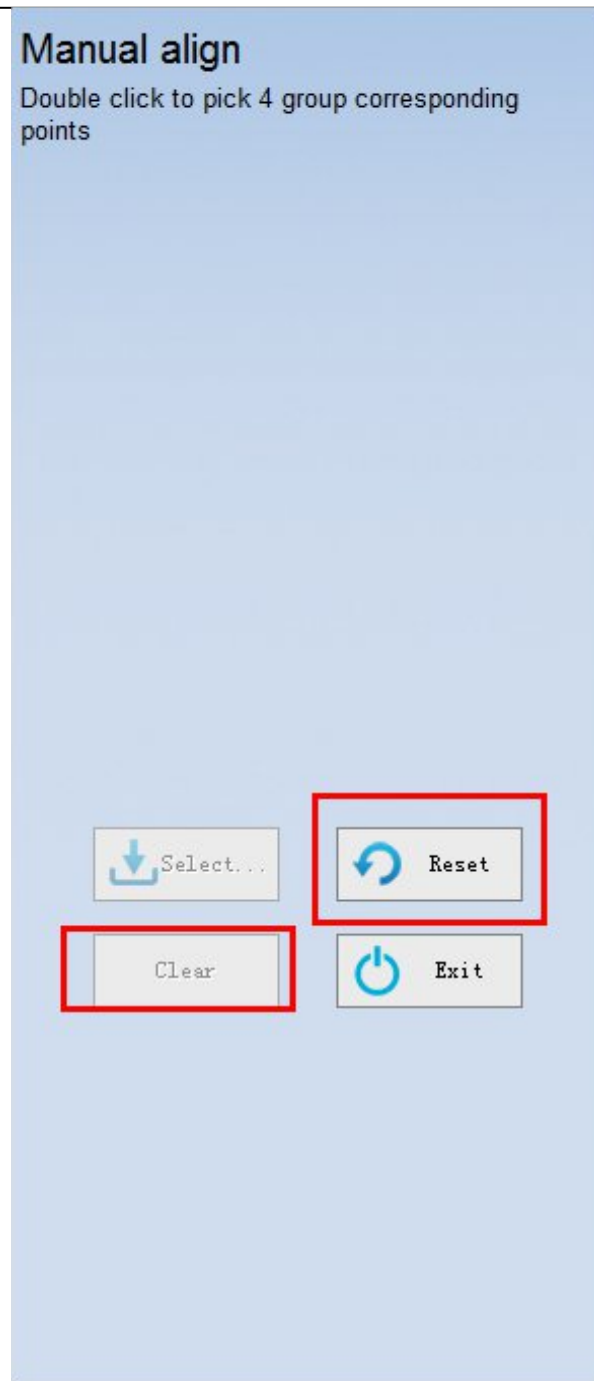 Manual align
Double click to pick 4 group corresponding
points
Select...
Reset
Clear
Exit